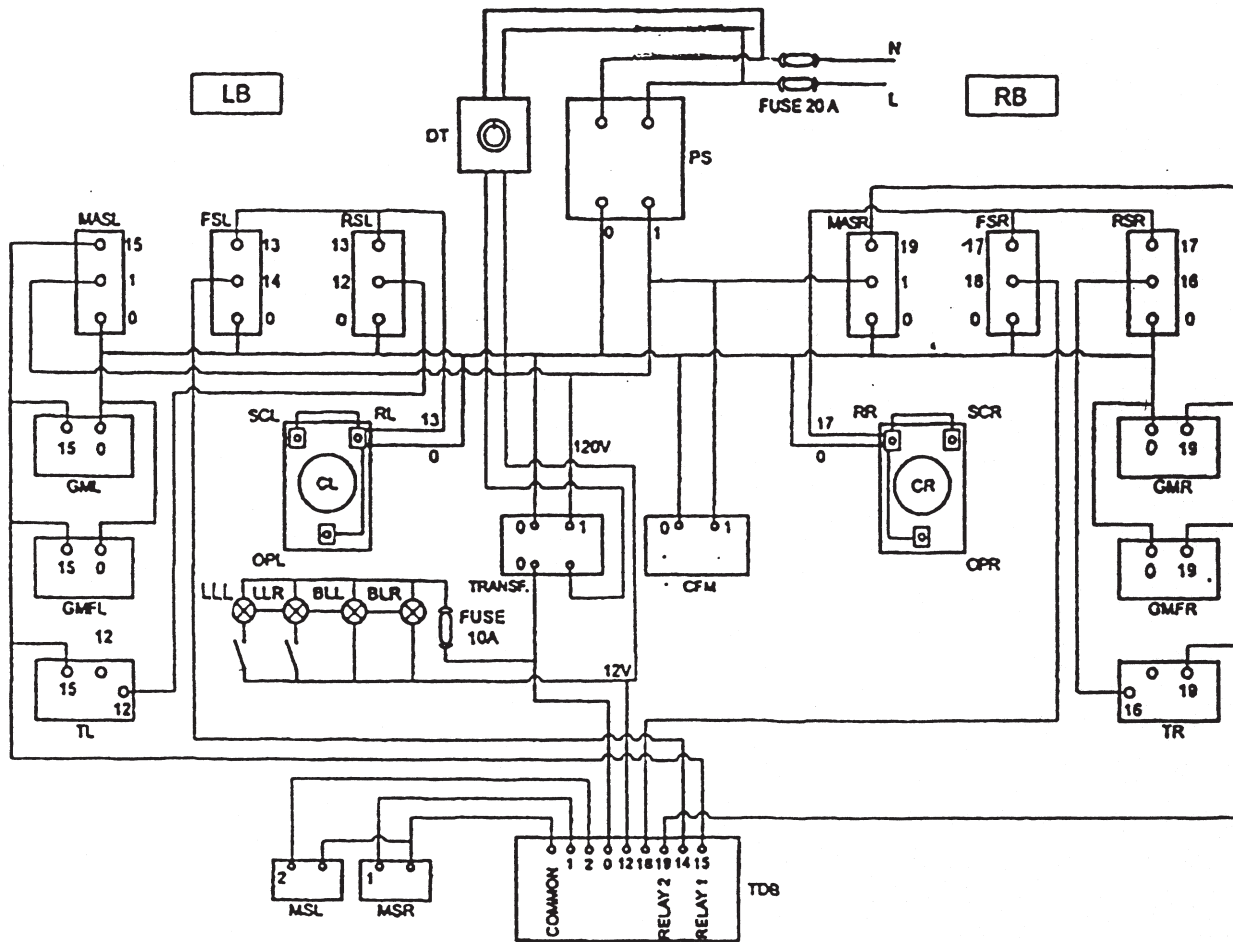 N
LB
RB
L
FUSE 20 A
DT
PS
0 1
MASL FSL RSL
MASR FSR RSR
15 13 13
19 17 17
1 14 12
1 18 16
0 0 0
0 0 0
SCL RL 13
17 RR SCR
0
0
120V
15 0
CL
CR
0 19
GML
GMR
0 1
0 1
15 0
OPL
0
OPR
0 19
GMFL
TRANSF.
CFM
GMFR
LLL LLR BLL BLR
FUSE
10A
12
15
12
TL
12V
19
16
TR
COMMON 1 2 0 12 18 19 14 15
RELAY 2 RELAY 1
TDB
2
MSL
1
MSR